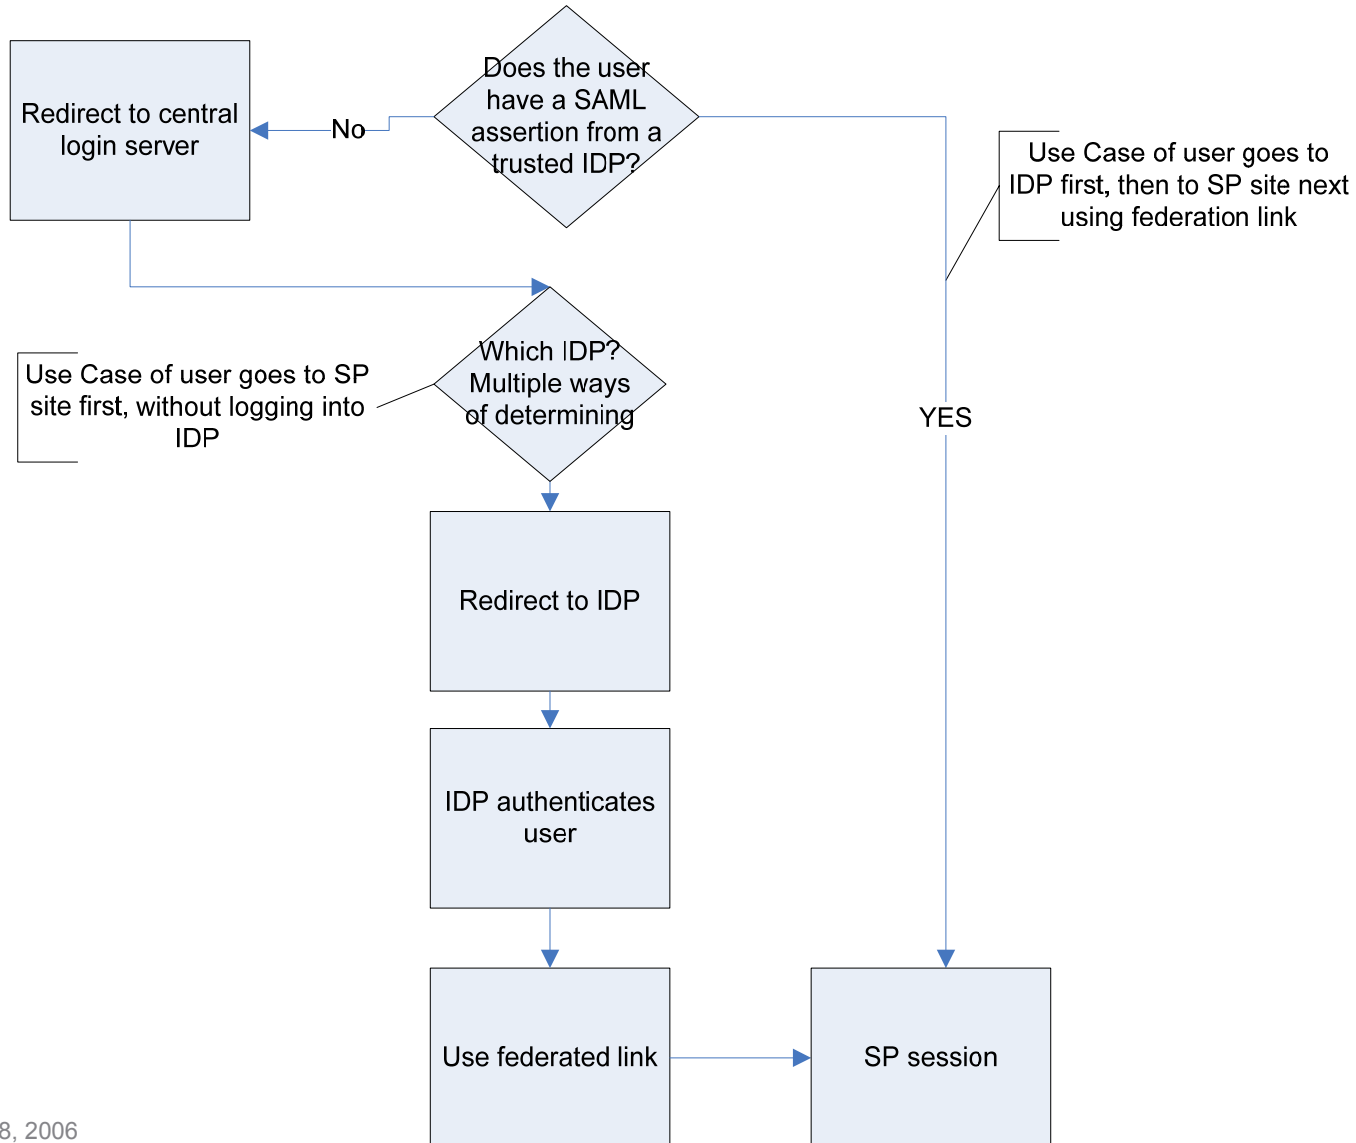 Does the user
have a SAML
assertion from a
trusted IDP?
Redirect to central
login server
No
Use Case of user goes to
IDP first, then to SP site next
using federation link
Which IDP?
Multiple ways
of determining
Use Case of user goes to SP
site first, without logging into
IDP
YES
Redirect to IDP
IDP authenticates
user
Use federated link
SP session
8, 2006